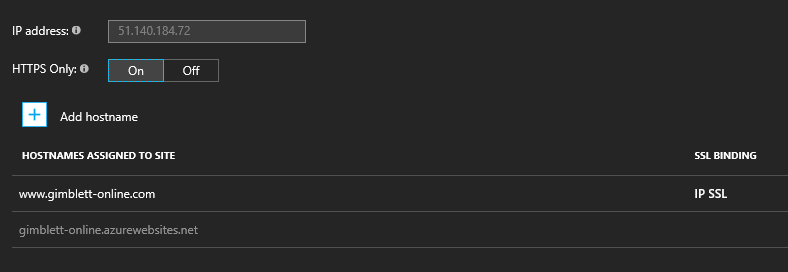 IP address:
51.140.184.72
HTTPS Only:
On Off
Add hostname
HOSTNAMES ASSIGNED TO SITE SSL BINDING
www.gimblett-online.com IP SSL
gimblett-online.azurewebsites.net